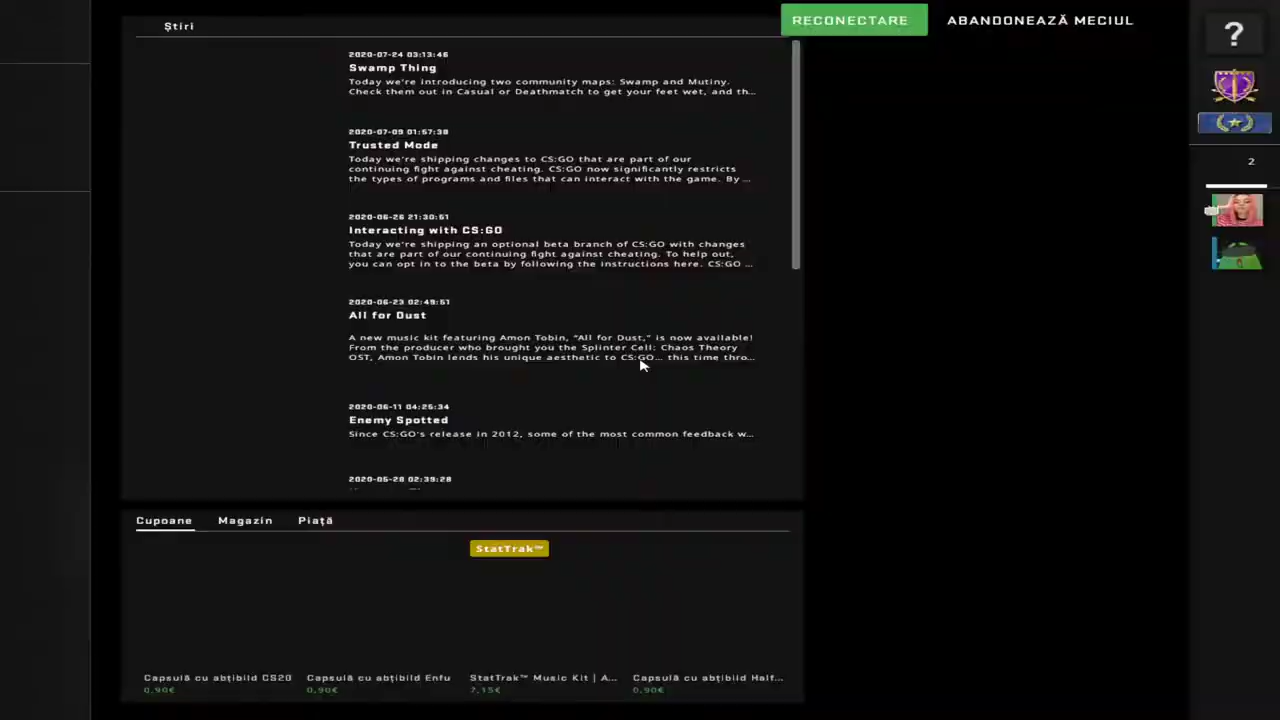 Știri
RECONECTARE
ABANDONEAZĂ MECIUL
?
2020-07-24 03:13:46
Swamp Thing
Today we're introducing two community maps: Swamp and Mutiny.
Check them out in Casual or Deathmatch to get your feet wet, and th...
2020-07-09 01:57:38
Trusted Mode
Today we're shipping changes to CS:GO that are part of our
continuing fight against cheating. CS:GO now significantly restricts
the types of programs and files that can interact with the game. By ...
2
2020-06-26 21:30:51
Interacting with CS:GO
Today we're shipping an optional beta branch of CS:GO with changes
that are part of our continuing fight against cheating. To help out,
you can opt in to the beta by following the instructions here. CS:GO ...
2020-06-23 02:49:51
All for Dust
A new music kit featuring Amon Tobin, "All for Dust," is now available!
From the producer who brought you the Splinter Cell: Chaos Theory
OST, Amon Tobin lends his unique aesthetic to CS:GO... this time thro...
2020-06-11 04:25:34
Enemy Spotted
Since CS:GO's release in 2012, some of the most common feedback w...
2020-05-28 02:39:28
Cupoane
Magazin
Piață
StatTrak™
Capsulă cu abțibild CS20
0,90€
Capsulă cu abțibild Enfu
0,90€
StatTrak™ Music Kit | A...
7,15€
Capsulă cu abțibild Half...
0,90€